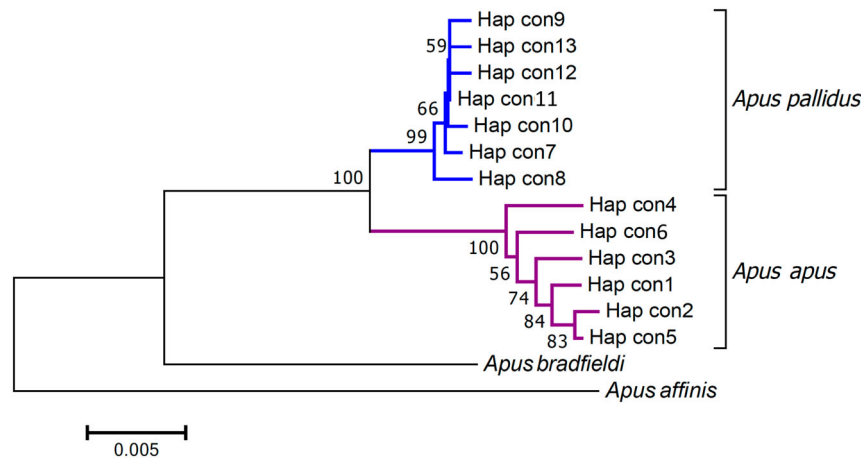 Hap con9
59
Hap con13
Hap con12
Hap con11
Apus pallidus
66
Hap con10
99
Hap con7
100
Hap con8
Hap con4
100
Hap con6
56
Hap con3
Apus apus
74
Hap con1
84
Hap con2
83
Hap con5
Apus bradfieldi
Apus affinis
0.005